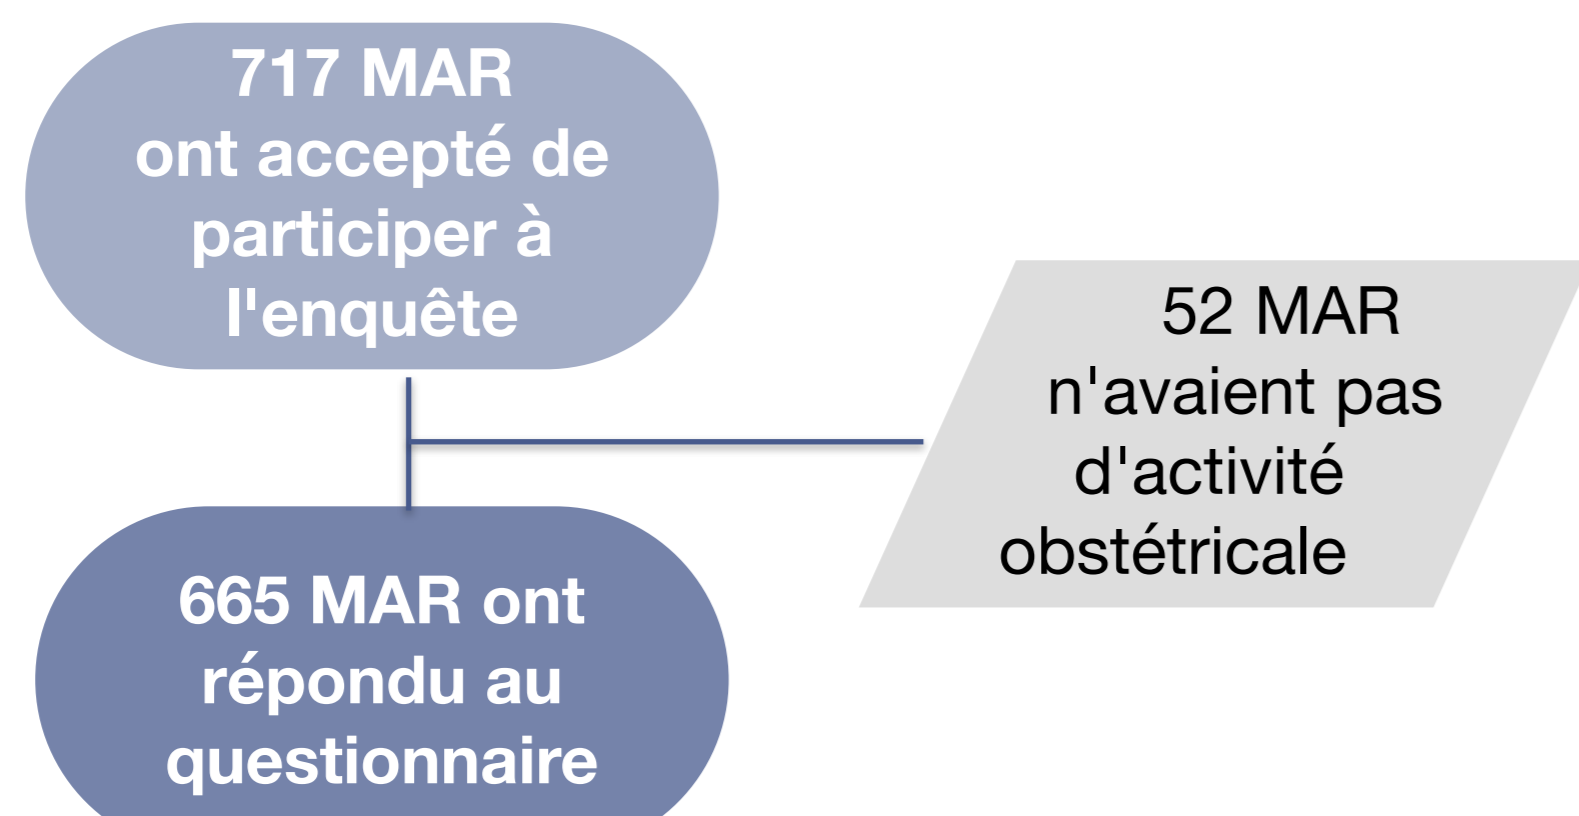 717 MAR
ont accepté de
participer à
l'enquête
52 MAR
n'avaient pas
d'activité
obstétricale
665 MAR ont
répondu au
questionnaire